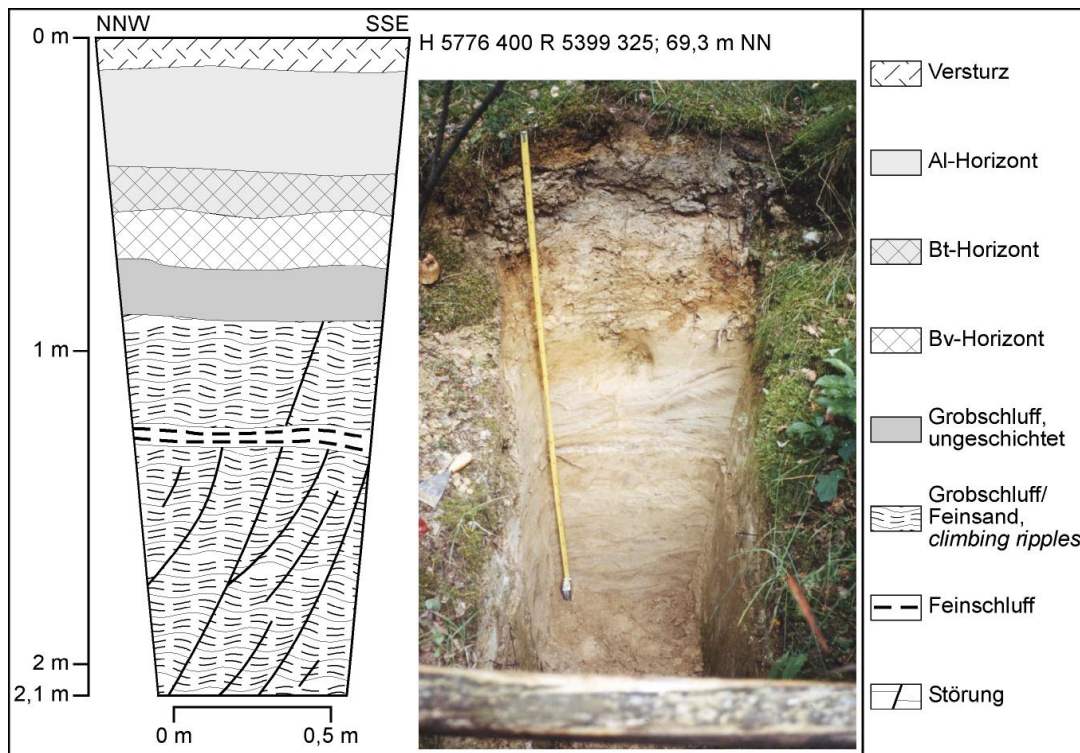 NNW SSE
H 5776 400 R 5399 325; 69,3 m NN
0 m
1 m
2 m
2,1 m
0 m 0,5 m
Versturz
Al-Horizont
Bt-Horizont
Bv-Horizont
Grobschluff,
ungeschichtet
Grobschluff/
Feinsand,
climbing ripples
Feinschluff
Störung